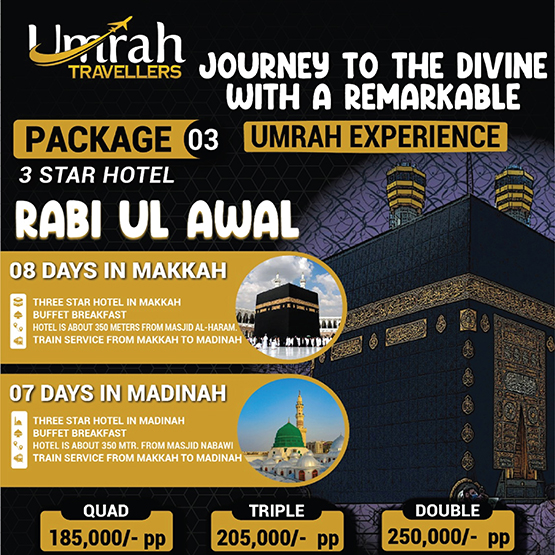 Umrah
TRAVELLERS
JOURNEY TO THE DIVINE
WITH A REMARKABLE
UMRAH EXPERIENCE
PACKAGE 03
3 STAR HOTEL
RABI UL AWAL
08 DAYS IN MAKKAH
THREE STAR HOTEL IN MAKKAH
BUFFET BREAKFAST
HOTEL IS ABOUT 350 METERS FROM MASJID AL-HARAM.
TRAIN SERVICE FROM MAKKAH TO MADINAH
07 DAYS IN MADINAH
THREE STAR HOTEL IN MADINAH
BUFFET BREAKFAST
HOTEL IS ABOUT 350 MTR. FROM MASJID NABAWI
TRAIN SERVICE FROM MAKKAH TO MADINAH
QUAD
185,000/- pp
TRIPLE
205,000/- pp
DOUBLE
250,000/- pp